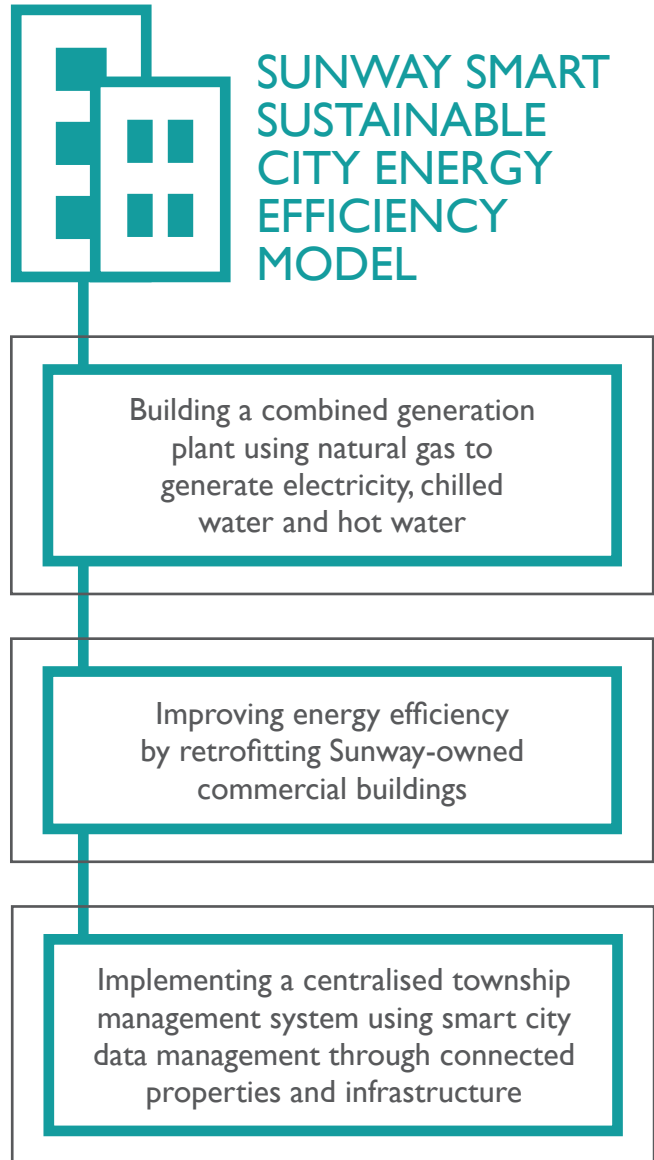 SUNWAY SMART
SUSTAINABLE
CITY ENERGY
EFFICIENCY
MODEL
Building a combined generation
plant using natural gas to
generate electricity, chilled
water and hot water
Improving energy efficiency
by retrofitting Sunway-owned
commercial buildings
Implementing a centralised township
management system using smart city
data management through connected
properties and infrastructure